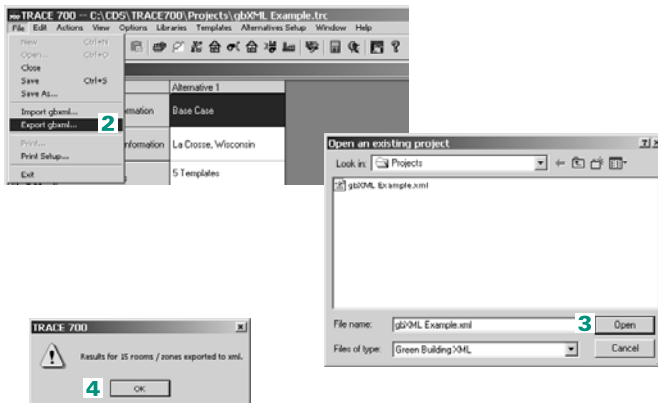 TRACE 700 -- C:\CDS\TRACE700\Projects\gbXML Example.trc
File Edit Actions View Options Libraries Templates Alternatives Setup Window Help
New Ctrl+N
Open... Ctrl+O
Close
Save Ctrl+S
Save As...
Import gbxml...
Export gbxml... 2
Print...
Print Setup...
Exit
Alternative 1
rmation Base Case
nformation La Crosse, Wisconsin
s 5 Templates
Open an existing project
Look in: Projects
gbXML Example.xml
File name: gbXML Example.xml 3 Open
Files of type: Green Building XML Cancel
TRACE 700
Results for 15 rooms / zones exported to xml.
4 OK